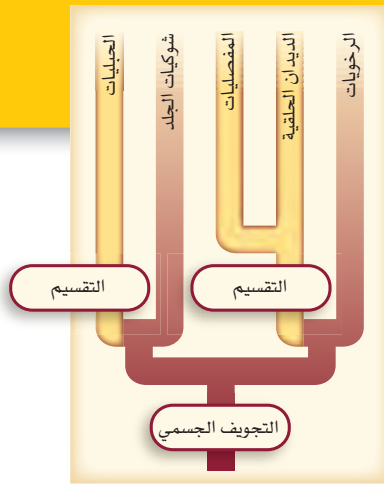 الرخويات
الديدان الحلقية
المفصليات
شوكيات الجلد
الحبليات
التقسيم
التقسيم
التجويف الجسمي